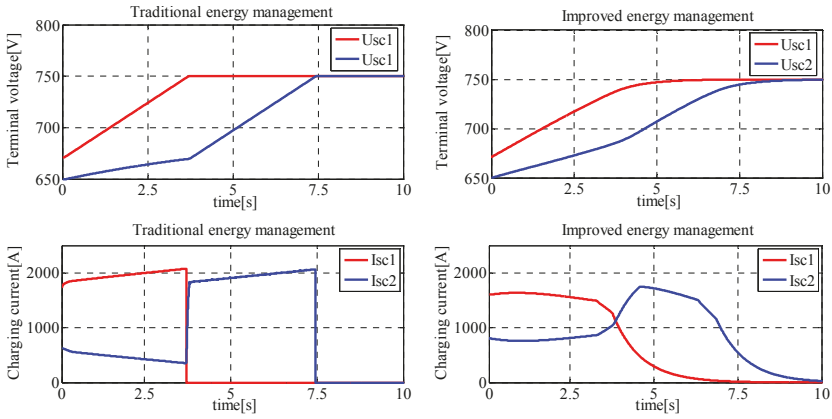 Traditional energy management
Terminal voltage[V]
800
750
700
650
Usc1
Usc1
0
2.5
5
7.5
10
time[s]
Improved energy management
Terminal voltage[V]
800
750
700
650
Usc1
Usc2
0
2.5
5
7.5
10
time[s]
Traditional energy management
Charging current[A]
2000
1000
0
Isc1
Isc2
0
2.5
5
7.5
10
time[s]
Improved energy management
Charging current[A]
2000
1000
0
Isc1
Isc2
0
2.5
5
7.5
10
time[s]